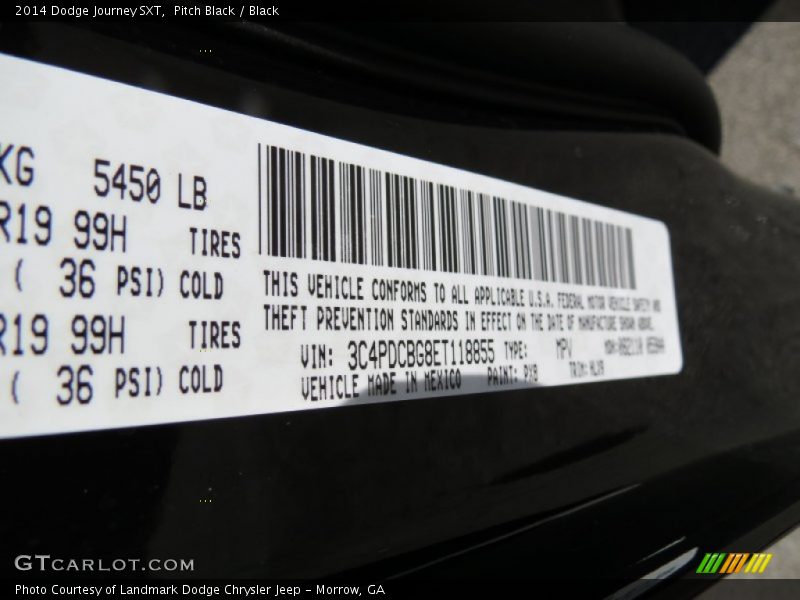 2014 Dodge Journey SXT, Pitch Black / Black
KG 5450 LB
R19 99H TIRES
( 36 PSI) COLD
R19 99H TIRES
( 36 PSI) COLD
THIS VEHICLE CONFORMS TO ALL APPLICABLE U.S.A. FEDERAL MOTOR VEHICLE SAFETY AND
THEFT PREVENTION STANDARDS IN EFFECT ON THE DATE OF MANUFACTURE SHOWN ABOVE.
VIN: 3C4PDCBG8ET118855 TYPE: MPV
VEHICLE MADE IN MEXICO PAINT: PX8 TRIM:
GTCARLOT.COM
Photo Courtesy of Landmark Dodge Chrysler Jeep - Morrow, GA